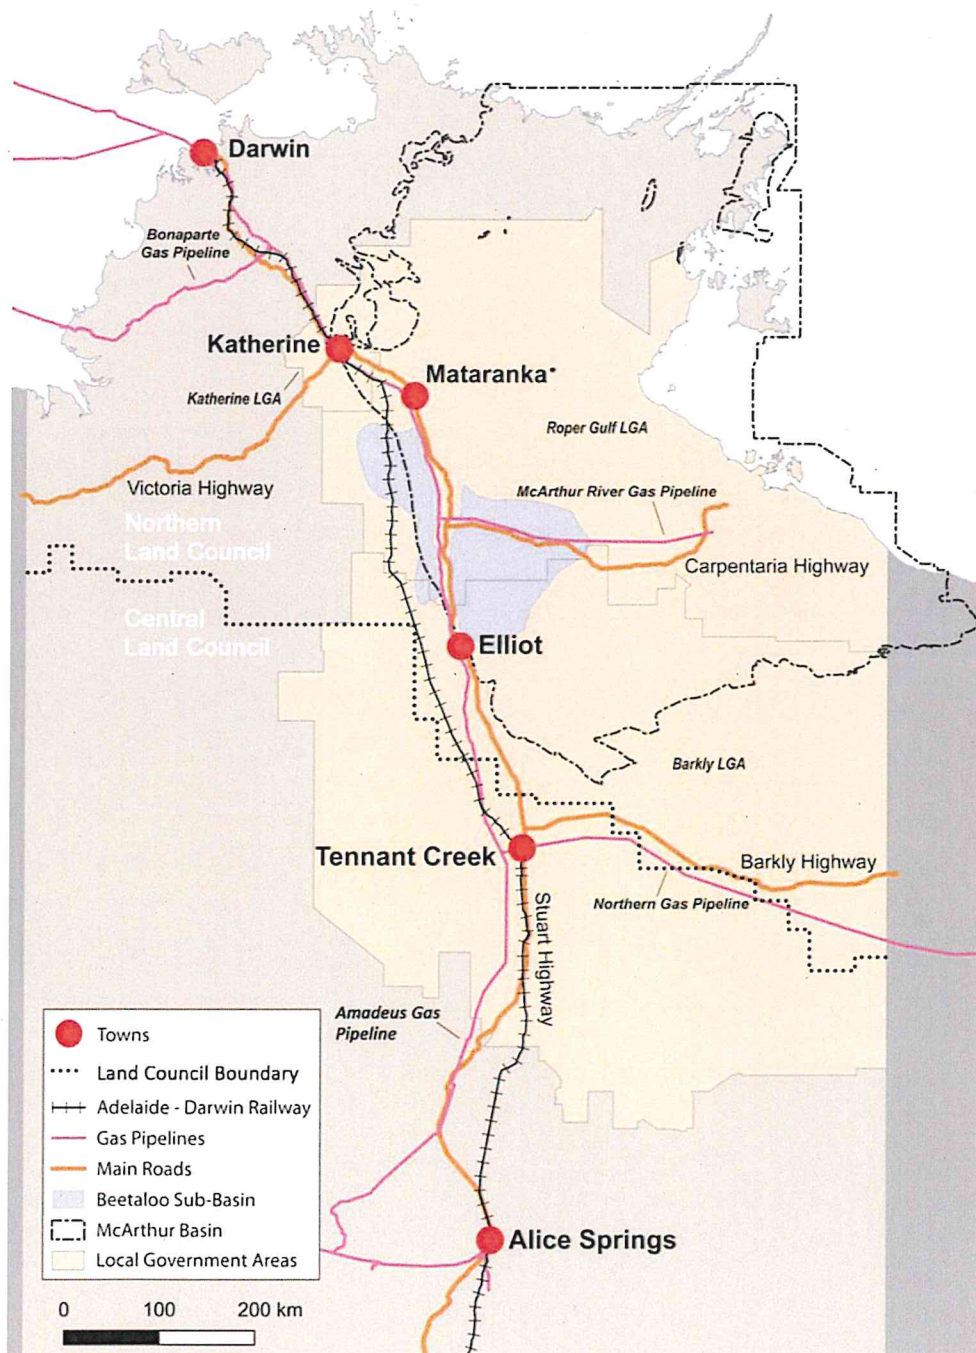 Darwin
Bonaparte
Gas Pipeline
Katherine
Mataranka
Katherine LGA
Roper Gulf LGA
Victoria Highway
McArthur River Gas Pipeline
Northern
Land Council
Carpentaria Highway
Central
Land Council
Elliot
Barkly LGA
Tennant Creek
Barkly Highway
Northern Gas Pipeline
Stuart Highway
Amadeus Gas
Pipeline
Towns
Land Council Boundary
Adelaide - Darwin Railway
Gas Pipelines
Main Roads
Beetaloo Sub-Basin
McArthur Basin
Local Government Areas
Alice Springs
0 100 200 km